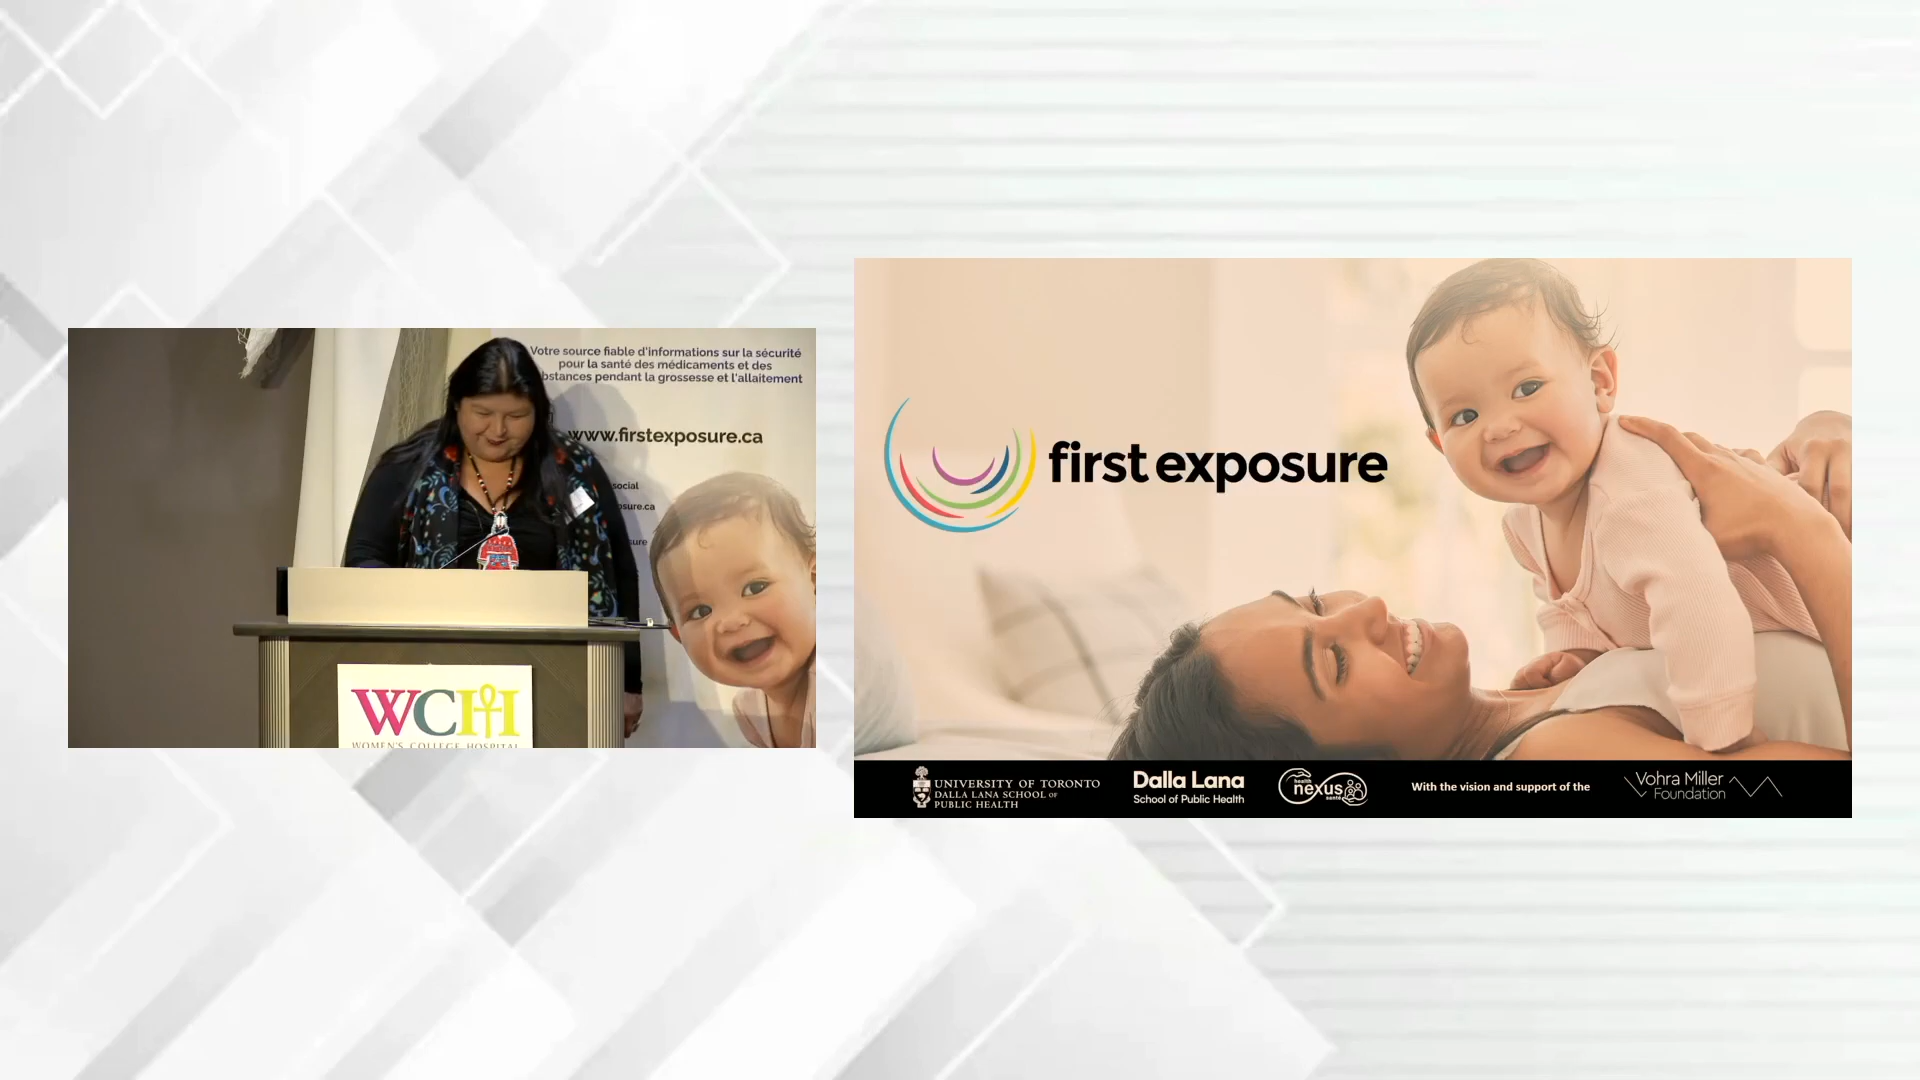 Votre source fiable d'informations sur la sécurité
pour la santé des médicaments et des
bstances pendant la grossesse et l'allaitement
www.firstexposure.ca
social
osure.ca
sure
WCH
WOMEN'S COLLEGE HOSPITAL
first exposure
UNIVERSITY OF TORONTO
DALLA LANA SCHOOL OF
PUBLIC HEALTH
Dalla Lana
School of Public Health
health
nexus
santé
With the vision and support of the
Vohra Miller
Foundation